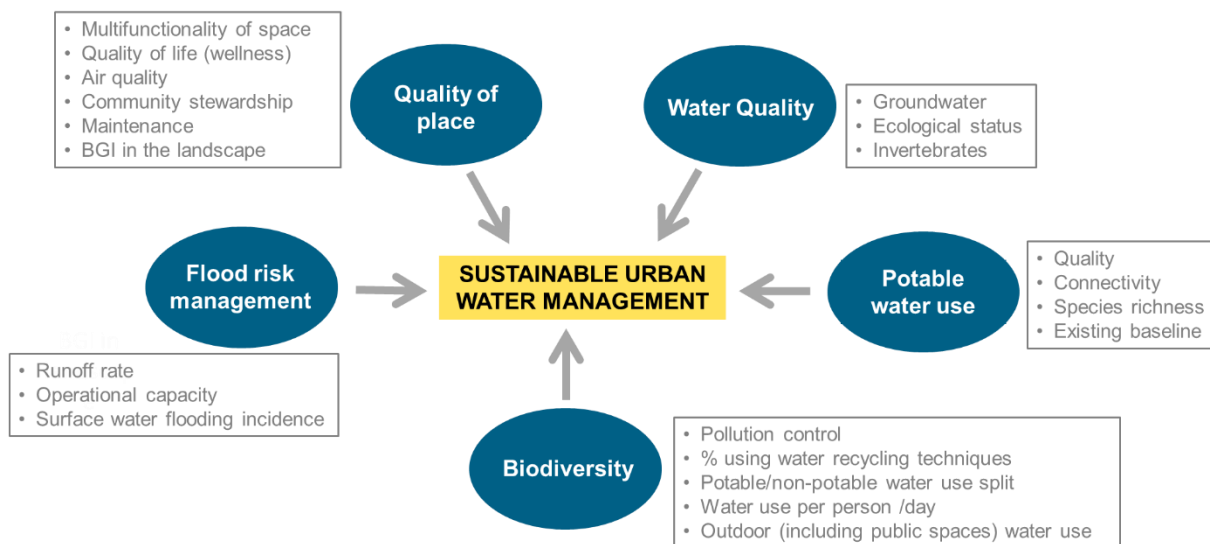 • Multifunctionality of space
• Quality of life (wellness)
• Air quality
• Community stewardship
• Maintenance
• BGI in the landscape
Quality of
place
Water Quality
• Groundwater
• Ecological status
• Invertebrates
Flood risk
management
SUSTAINABLE URBAN
WATER MANAGEMENT
Potable
water use
• Quality
• Connectivity
• Species richness
• Existing baseline
• Runoff rate
• Operational capacity
• Surface water flooding incidence
Biodiversity
• Pollution control
• % using water recycling techniques
• Potable/non-potable water use split
• Water use per person /day
• Outdoor (including public spaces) water use